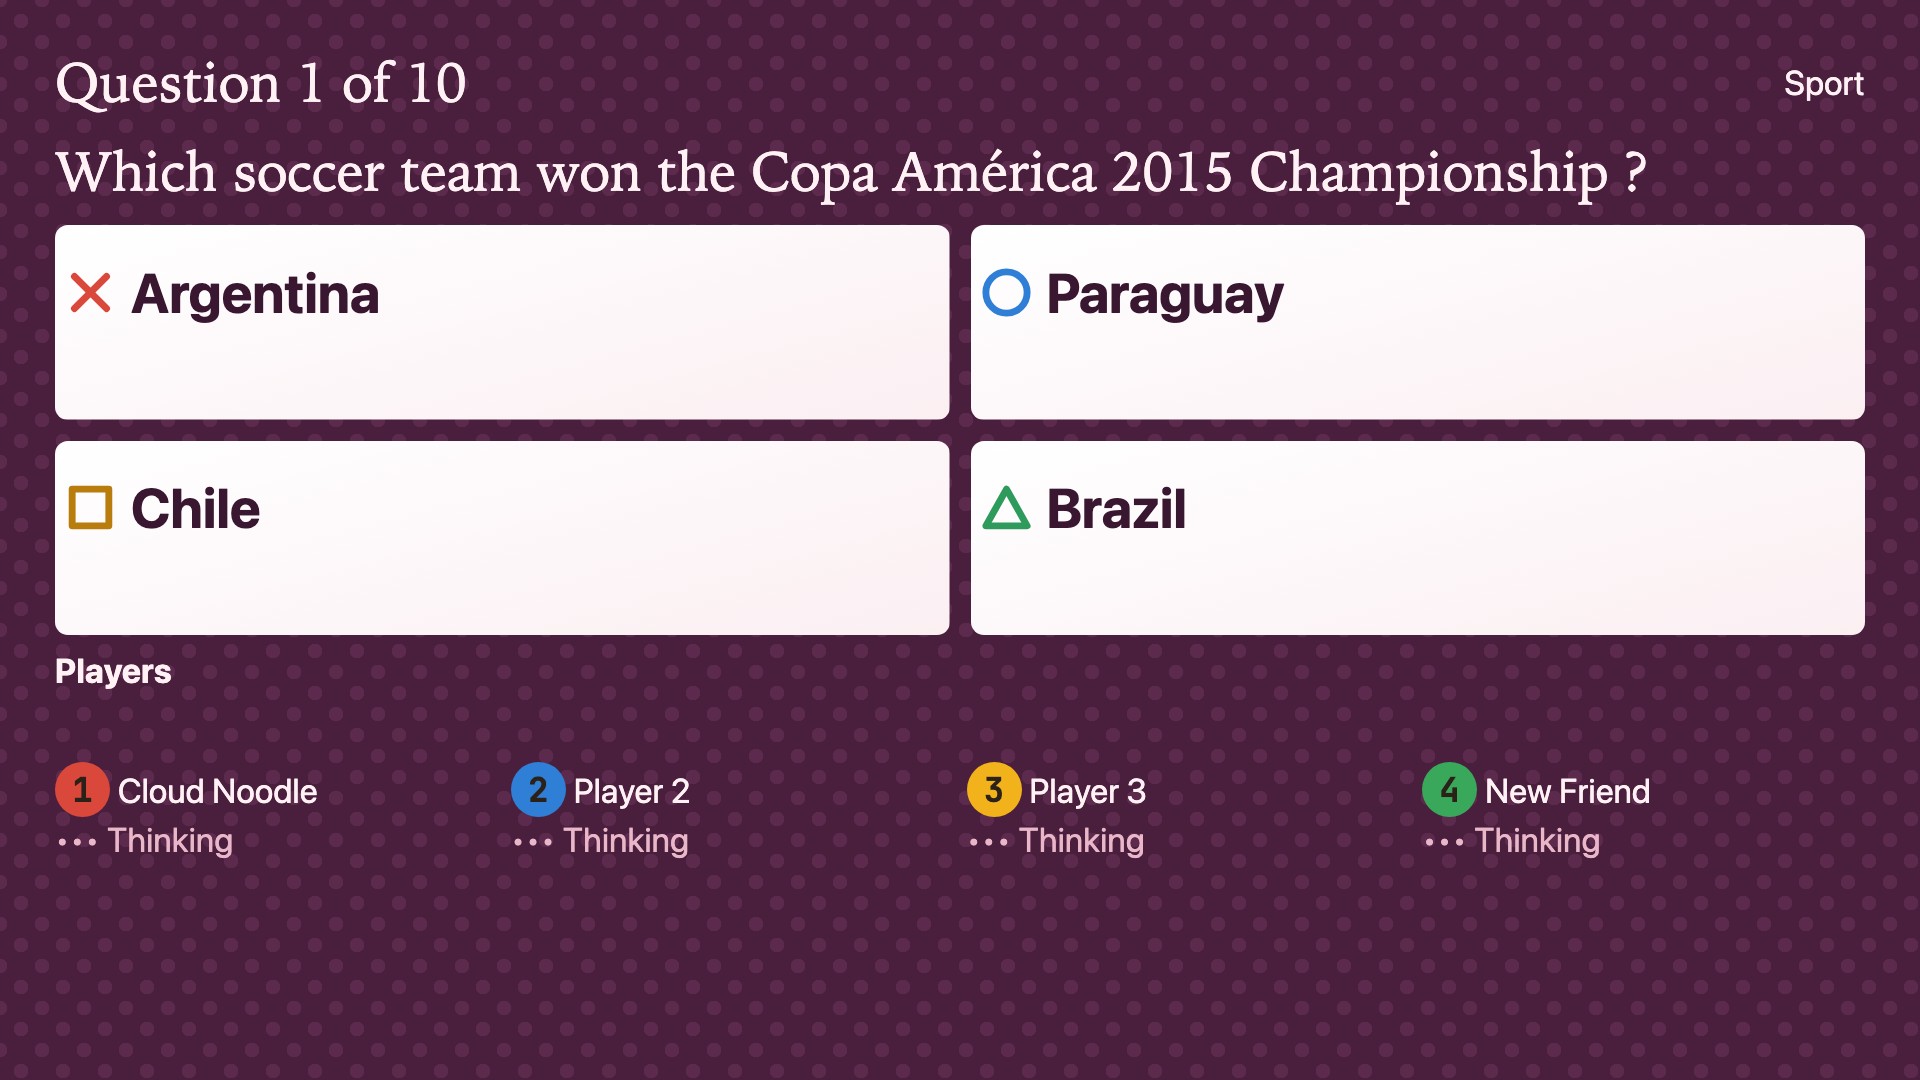 Question 1 of 10
Sport
Which soccer team won the Copa América 2015 Championship ?
Argentina
Paraguay
Chile
Brazil
Players
1 Cloud Noodle
2 Player 2
3 Player 3
4 New Friend
••• Thinking
••• Thinking
••• Thinking
••• Thinking